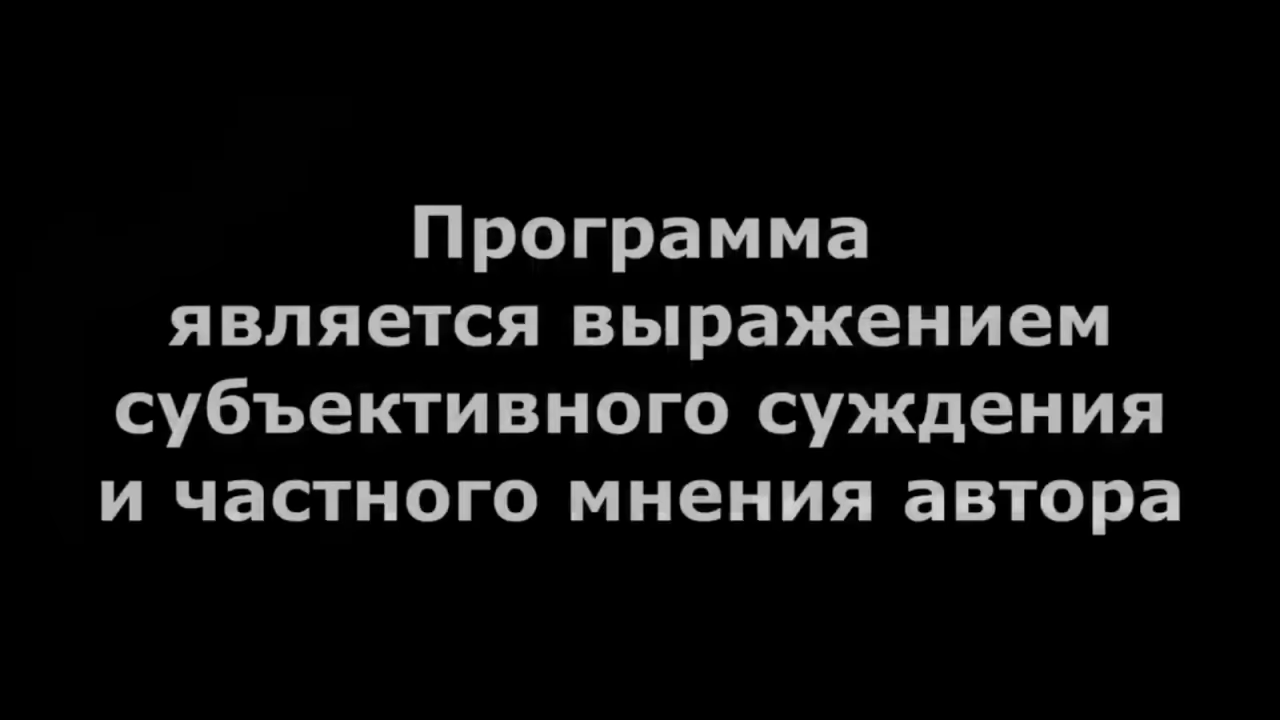 Программа
является выражением
субъективного суждения
и частного мнения автора